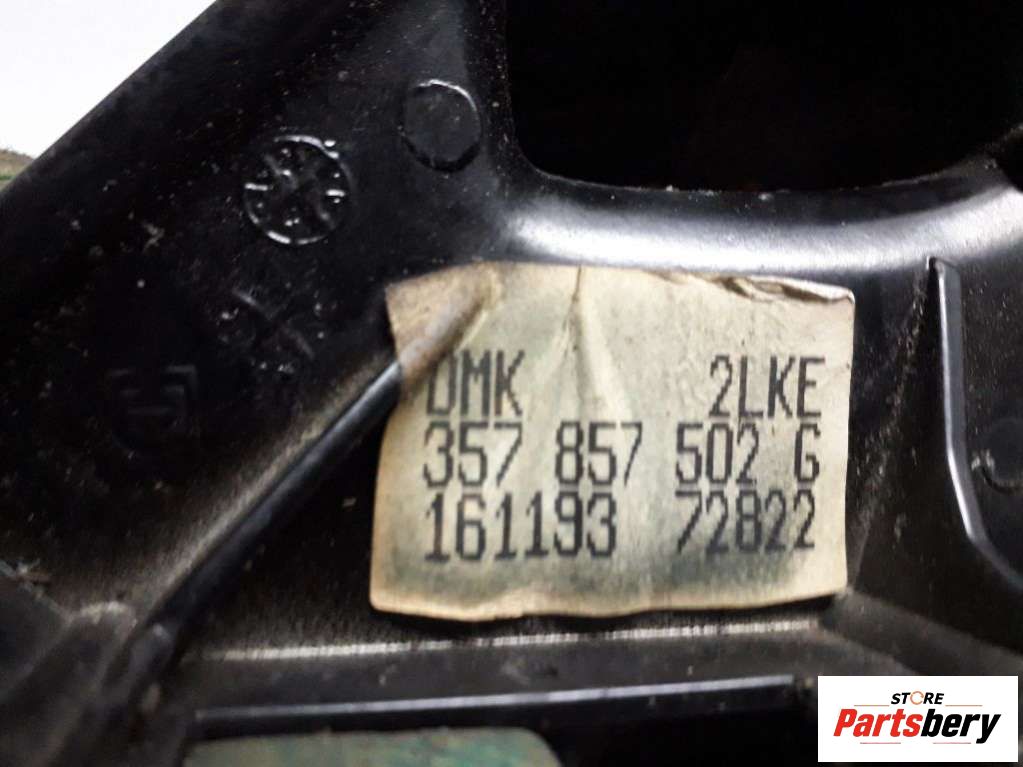 DMK 2LKE
357 857 502 G
161193 72822
STORE
Partsbery